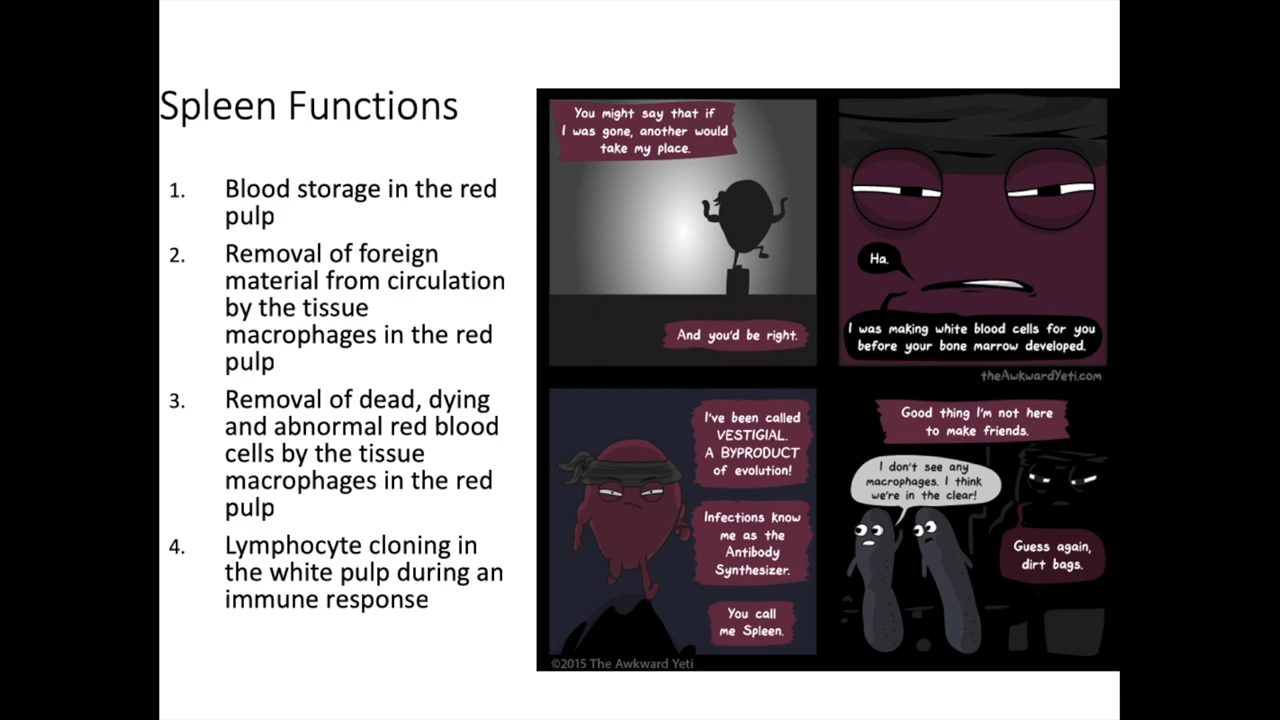 Spleen Functions
1. Blood storage in the red
pulp
2. Removal of foreign
material from circulation
by the tissue
macrophages in the red
pulp
3. Removal of dead, dying
and abnormal red blood
cells by the tissue
macrophages in the red
pulp
4. Lymphocyte cloning in
the white pulp during an
immune response
You might say that if
I was gone, another would
take my place.
And you'd be right.
Ha.
I was making white blood cells for you
before your bone marrow developed.
theAwkwardYeti.com
I've been called
VESTIGIAL.
A BYPRODUCT
of evolution!
Infections know
me as the
Antibody
Synthesizer.
You call
me Spleen.
Good thing I'm not here
to make friends.
I don't see any
macrophages. I think
we're in the clear!
Guess again,
dirt bags.
©2015 The Awkward Yeti